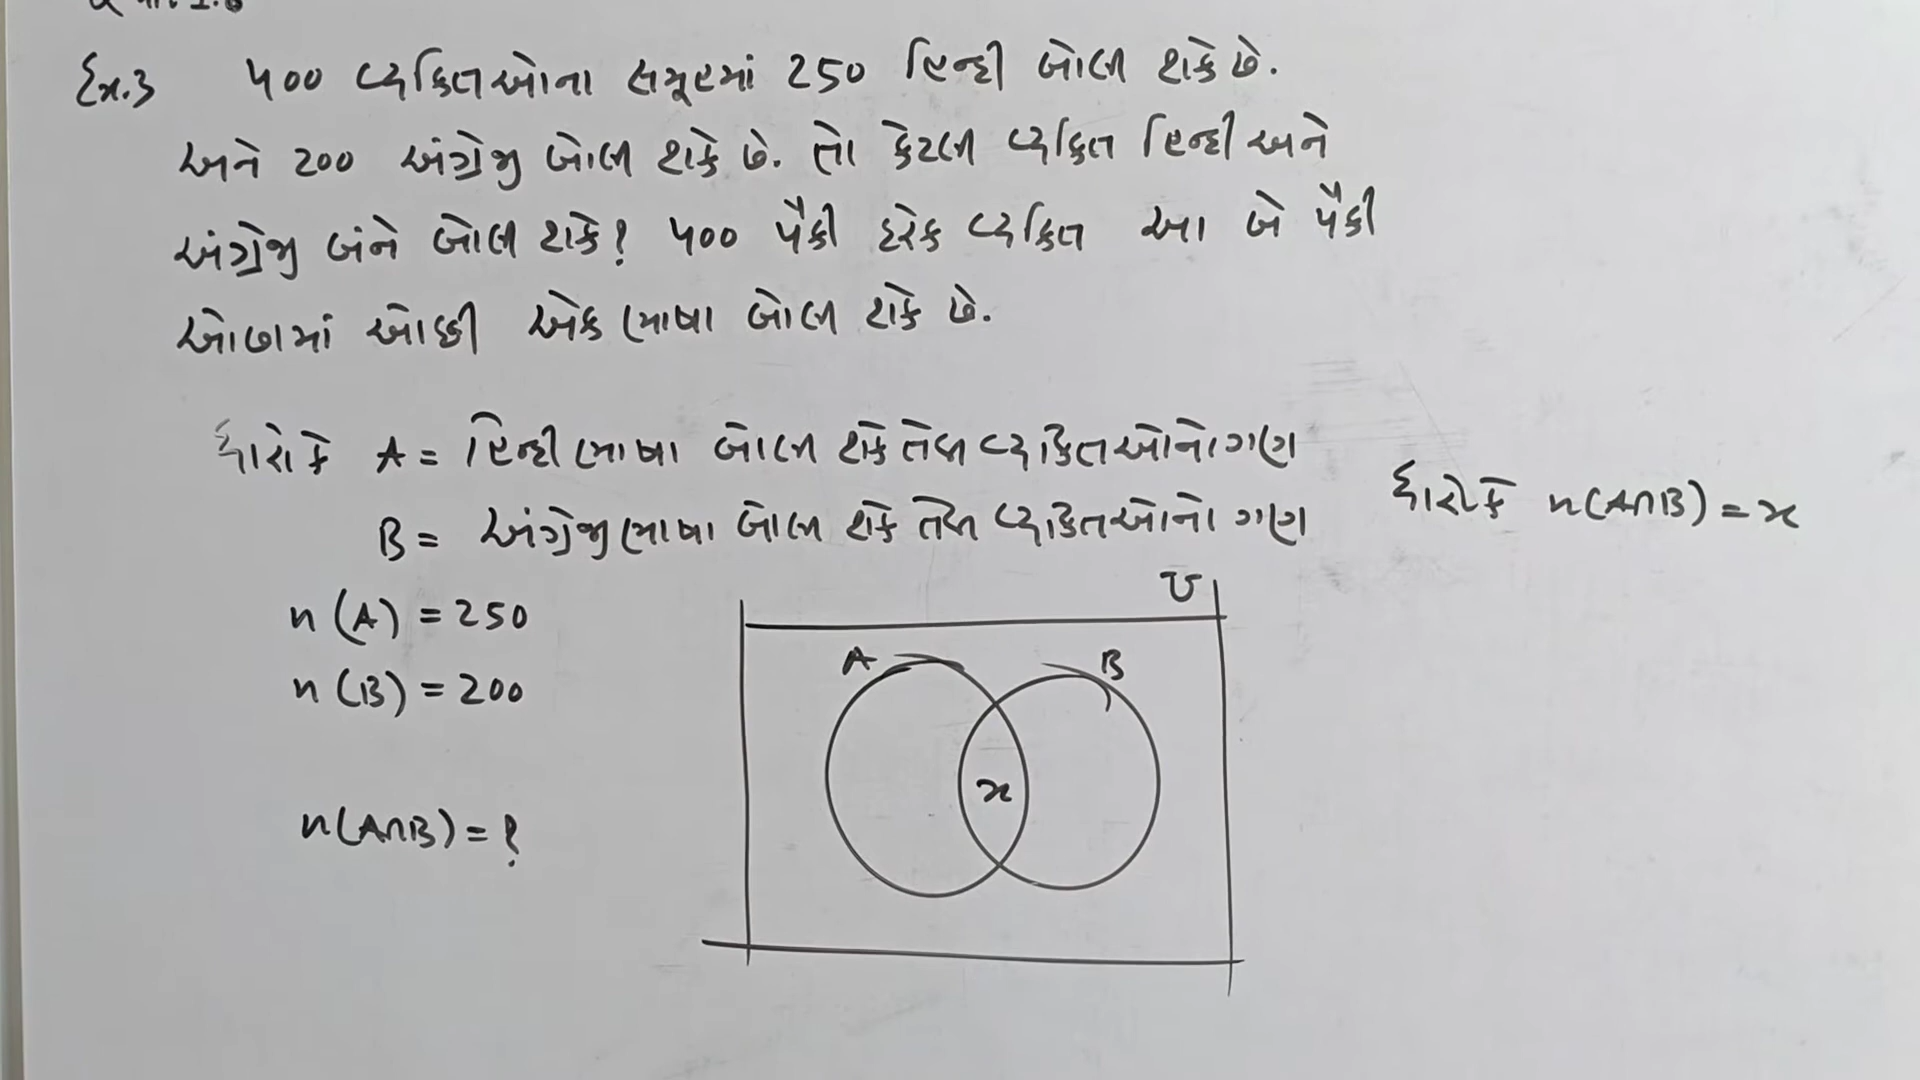 Ex.3 400 વ્યક્તિઓના સમૂહમાં 250 હિન્દી બોલી શકે છે.
અને 200 અંગ્રેજી બોલી શકે છે. તો કેટલી વ્યક્તિ હિન્દી અને
અંગ્રેજી બંને બોલી શકે? 400 પૈકી દરેક વ્યક્તિ આ બે પૈકી
ઓછામાં ઓછી એક ભાષા બોલી શકે છે.
ધારોકે A = હિન્દી ભાષા બોલી શકે તેવી વ્યક્તિઓનો ગણ
B = અંગ્રેજી ભાષા બોલી શકે તેવી વ્યક્તિઓનો ગણ
ધારોકે n(A∩B) = x
n(A) = 250
n(B) = 200
n(A∩B) = ?
U
A
B
x